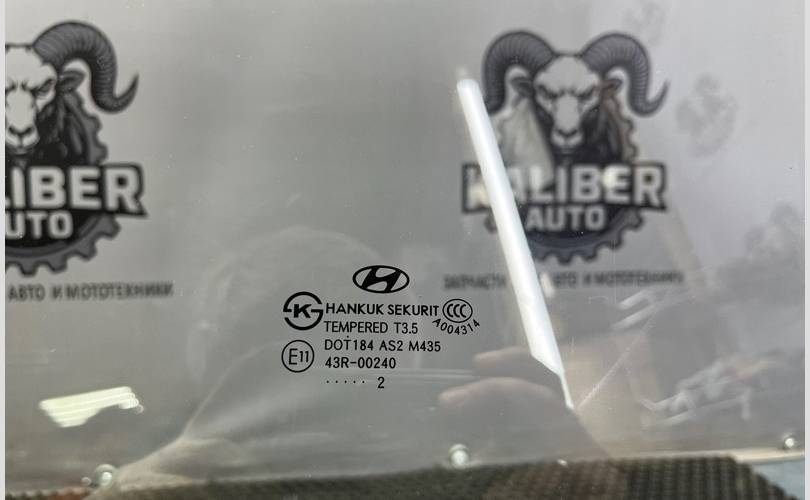 KALIBER
AUTO
АВТО И МОТОТЕХНИКИ
KALIBER
AUTO
ЗАПЧАСТИ АВТО И МОТОТЕХНИКИ
HANKUK SEKURIT CCC
TEMPERED T3.5 A004314
DOT184 AS2 M435
E11 43R-00240
..... 2